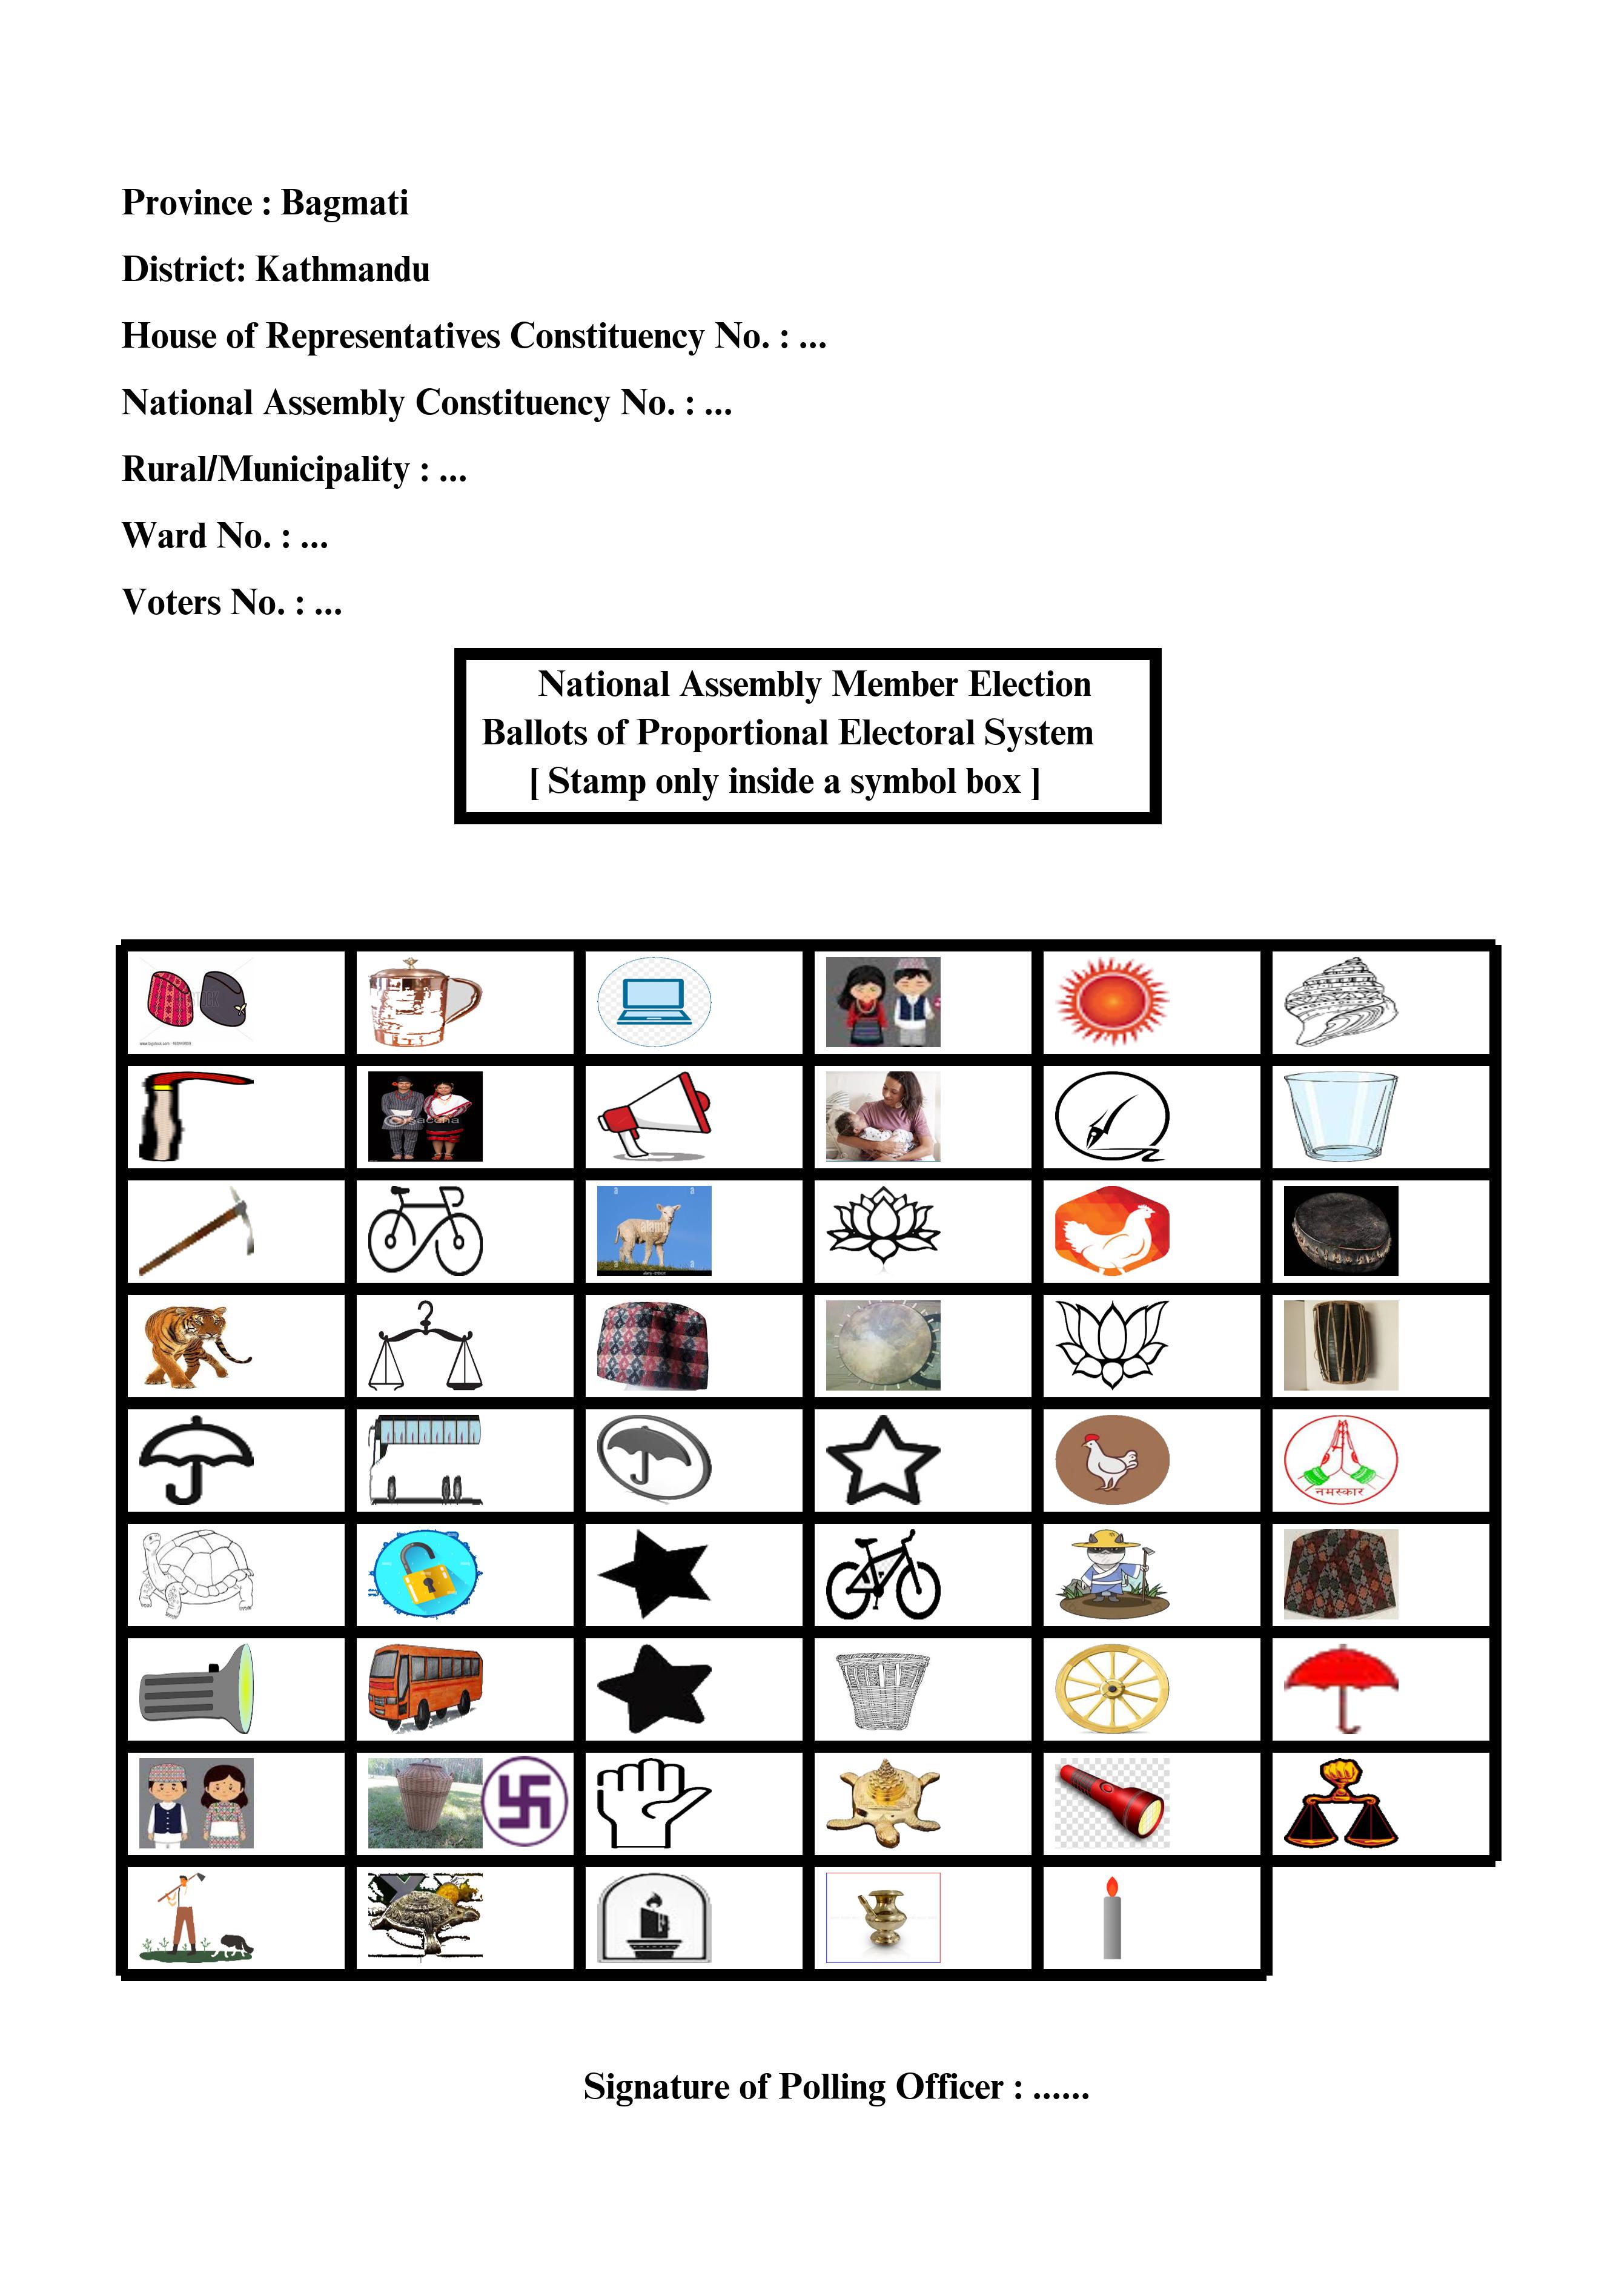 Province : Bagmati
District: Kathmandu
House of Representatives Constituency No. : ...
National Assembly Constituency No. : ...
Rural/Municipality : ...
Ward No. : ...
Voters No. : ...
National Assembly Member Election
Ballots of Proportional Electoral System
[ Stamp only inside a symbol box ]
नमस्कार
Signature of Polling Officer : ......